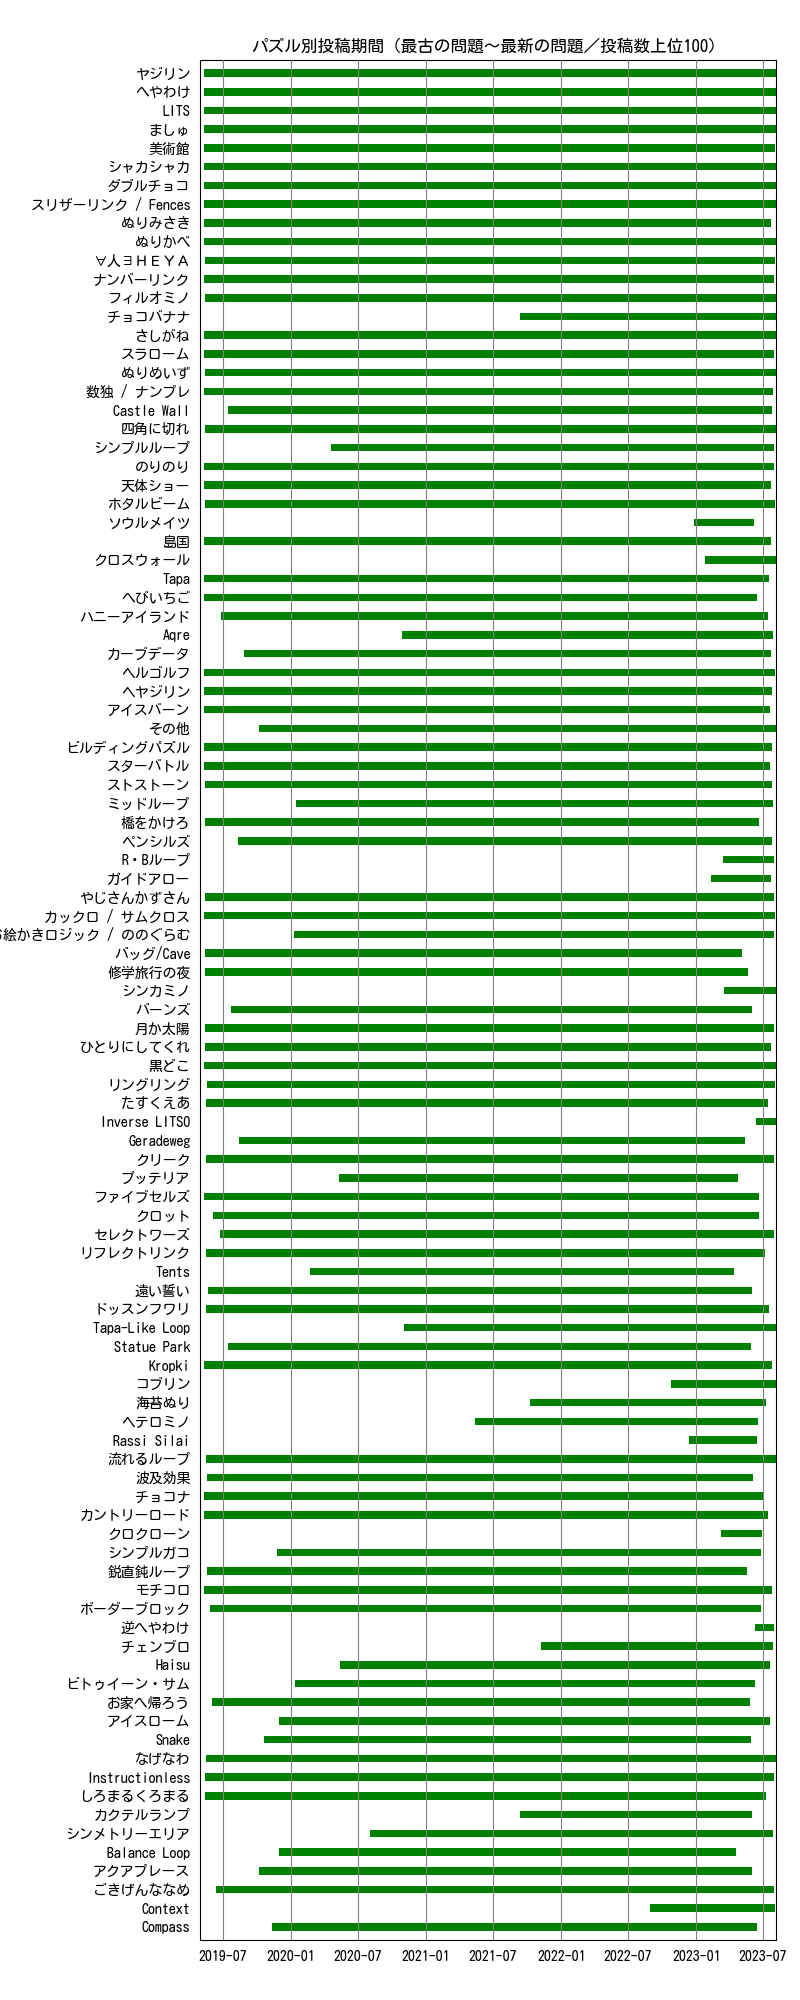 パズル別投稿期間（最古の問題～最新の問題／投稿数上位100）
ヤジリン
へやわけ
LITS
ましゅ
美術館
シャカシャカ
ダブルチョコ
スリザーリンク / Fences
ぬりみさき
ぬりかべ
∀人∃ＨＥＹＡ
ナンバーリンク
フィルオミノ
チョコバナナ
さしがね
スラローム
ぬりめいず
数独 / ナンプレ
Castle Wall
四角に切れ
シンプルループ
のりのり
天体ショー
ホタルビーム
ソウルメイツ
島国
クロスウォール
Tapa
へびいちご
ハニーアイランド
Aqre
カーブデータ
ヘルゴルフ
ヘヤジリン
アイスバーン
その他
ビルディングパズル
スターバトル
ストストーン
ミッドループ
橋をかけろ
ペンシルズ
R・Bループ
ガイドアロー
やじさんかずさん
カックロ / サムクロス
絵かきロジック / ののぐらむ
バッグ/Cave
修学旅行の夜
シンカミノ
バーンズ
月か太陽
ひとりにしてくれ
黒どこ
リングリング
たすくえあ
Inverse LITSO
Geradeweg
クリーク
プッテリア
ファイブセルズ
クロット
セレクトワーズ
リフレクトリンク
Tents
遠い誓い
ドッスンフワリ
Tapa-Like Loop
Statue Park
Kropki
コブリン
海苔ぬり
ヘテロミノ
Rassi Silai
流れるループ
波及効果
チョコナ
カントリーロード
クロクローン
シンプルガコ
鋭直鈍ループ
モチコロ
ボーダーブロック
逆へやわけ
チェンブロ
Haisu
ビトゥイーン・サム
お家へ帰ろう
アイスローム
Snake
なげなわ
Instructionless
しろまるくろまる
カクテルランプ
シンメトリーエリア
Balance Loop
アクアプレース
ごきげんななめ
Context
Compass
2019-07 2020-01 2020-07 2021-01 2021-07 2022-01 2022-07 2023-01 2023-07